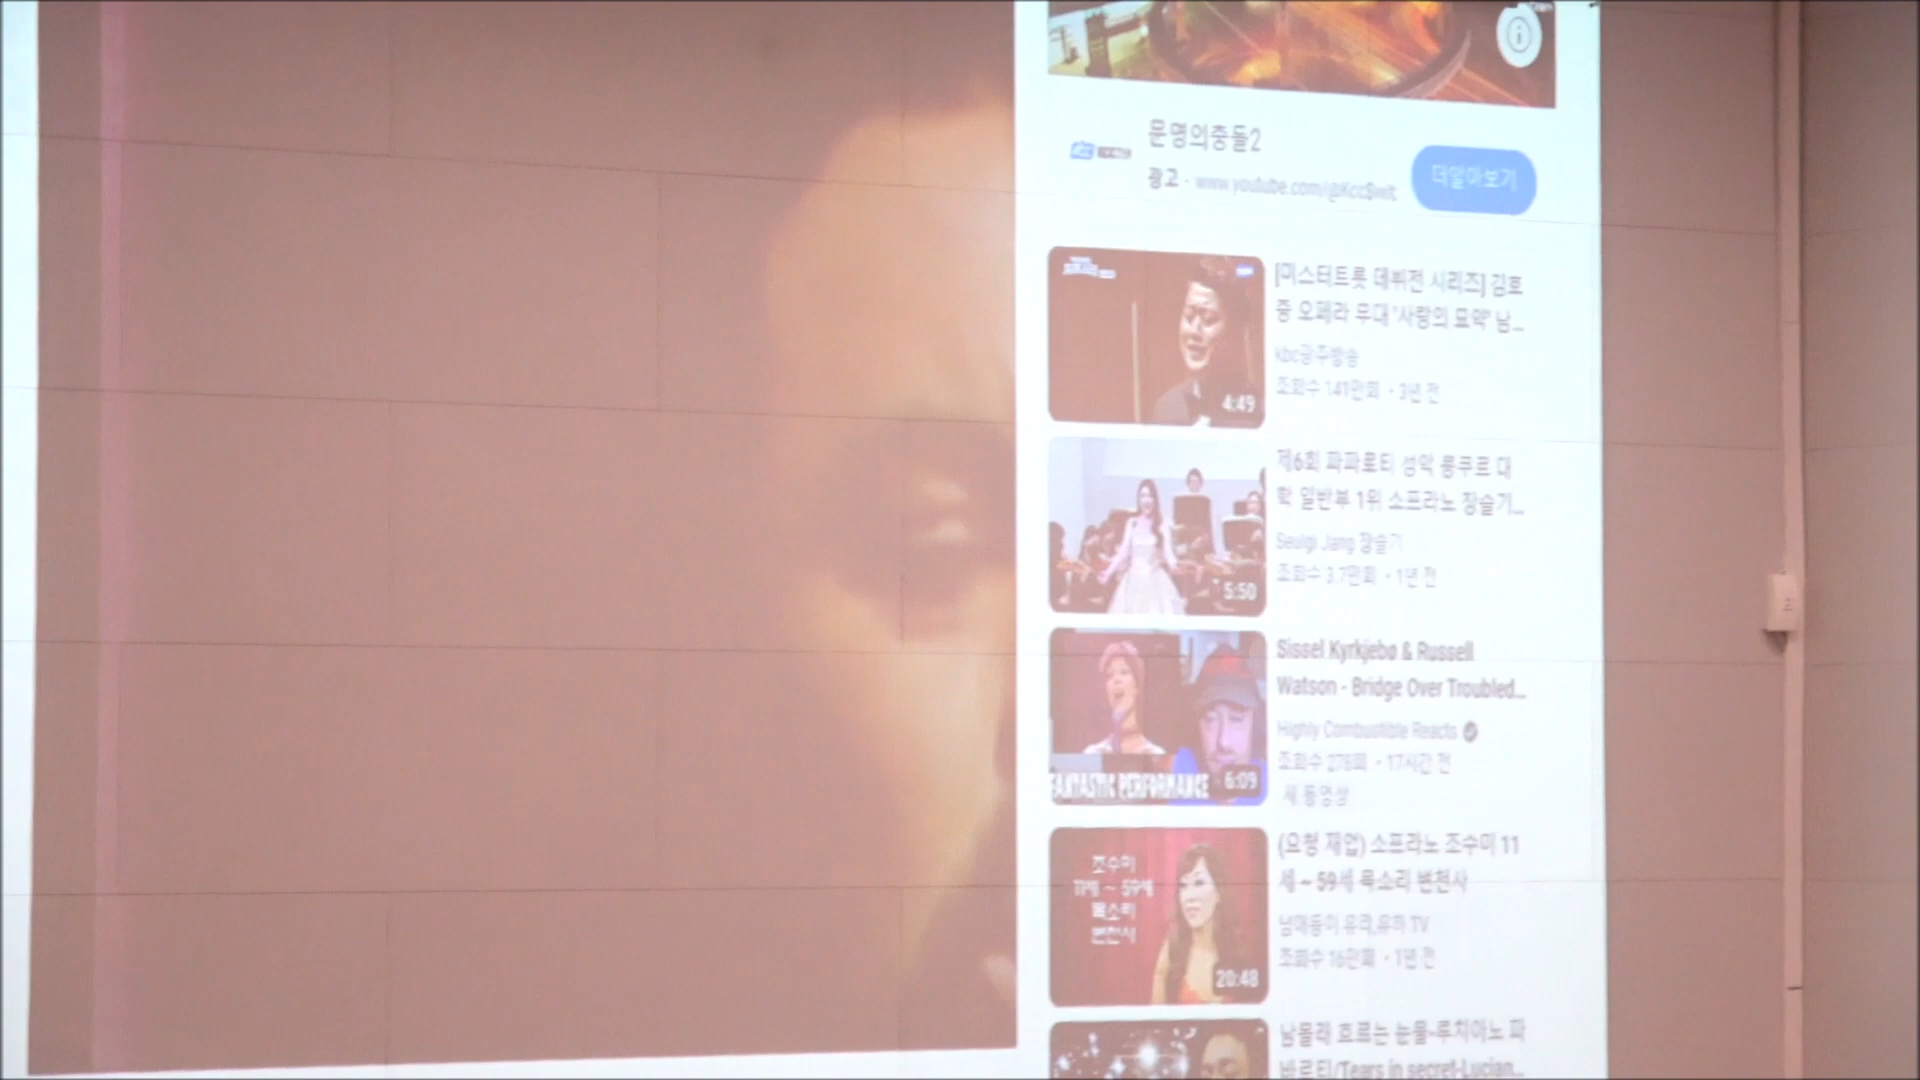 문명의충돌2
광고 · www.youtube.com/@KccSwit
더알아보기
[미스터트롯 데뷔전 시리즈] 김호
중 오페라 무대 "사랑의 묘약" 남...
kbc광주방송
조회수 141만회 · 3년 전
4:49
제6회 파파로티 성악 콩쿠르 대
학 일반부 1위 소프라노 장슬기...
Seulgi Jang 장슬기
조회수 3.7만회 · 1년 전
5:50
Sissel Kyrkjebø & Russell
Watson - Bridge Over Troubled...
Highly Combustible Reacts
조회수 278회 · 17시간 전
새 동영상
FANTASTIC PERFORMANCE
6:09
(요청 재업) 소프라노 조수미 11
세 ~ 59세 목소리 변천사
조회수 16만회 · 1년 전
조수미
11세 ~ 59세
목소리
변천사
20:48
남몰래 흐르는 눈물-루치아노 파
바로티/Tears in secret-Lucian...